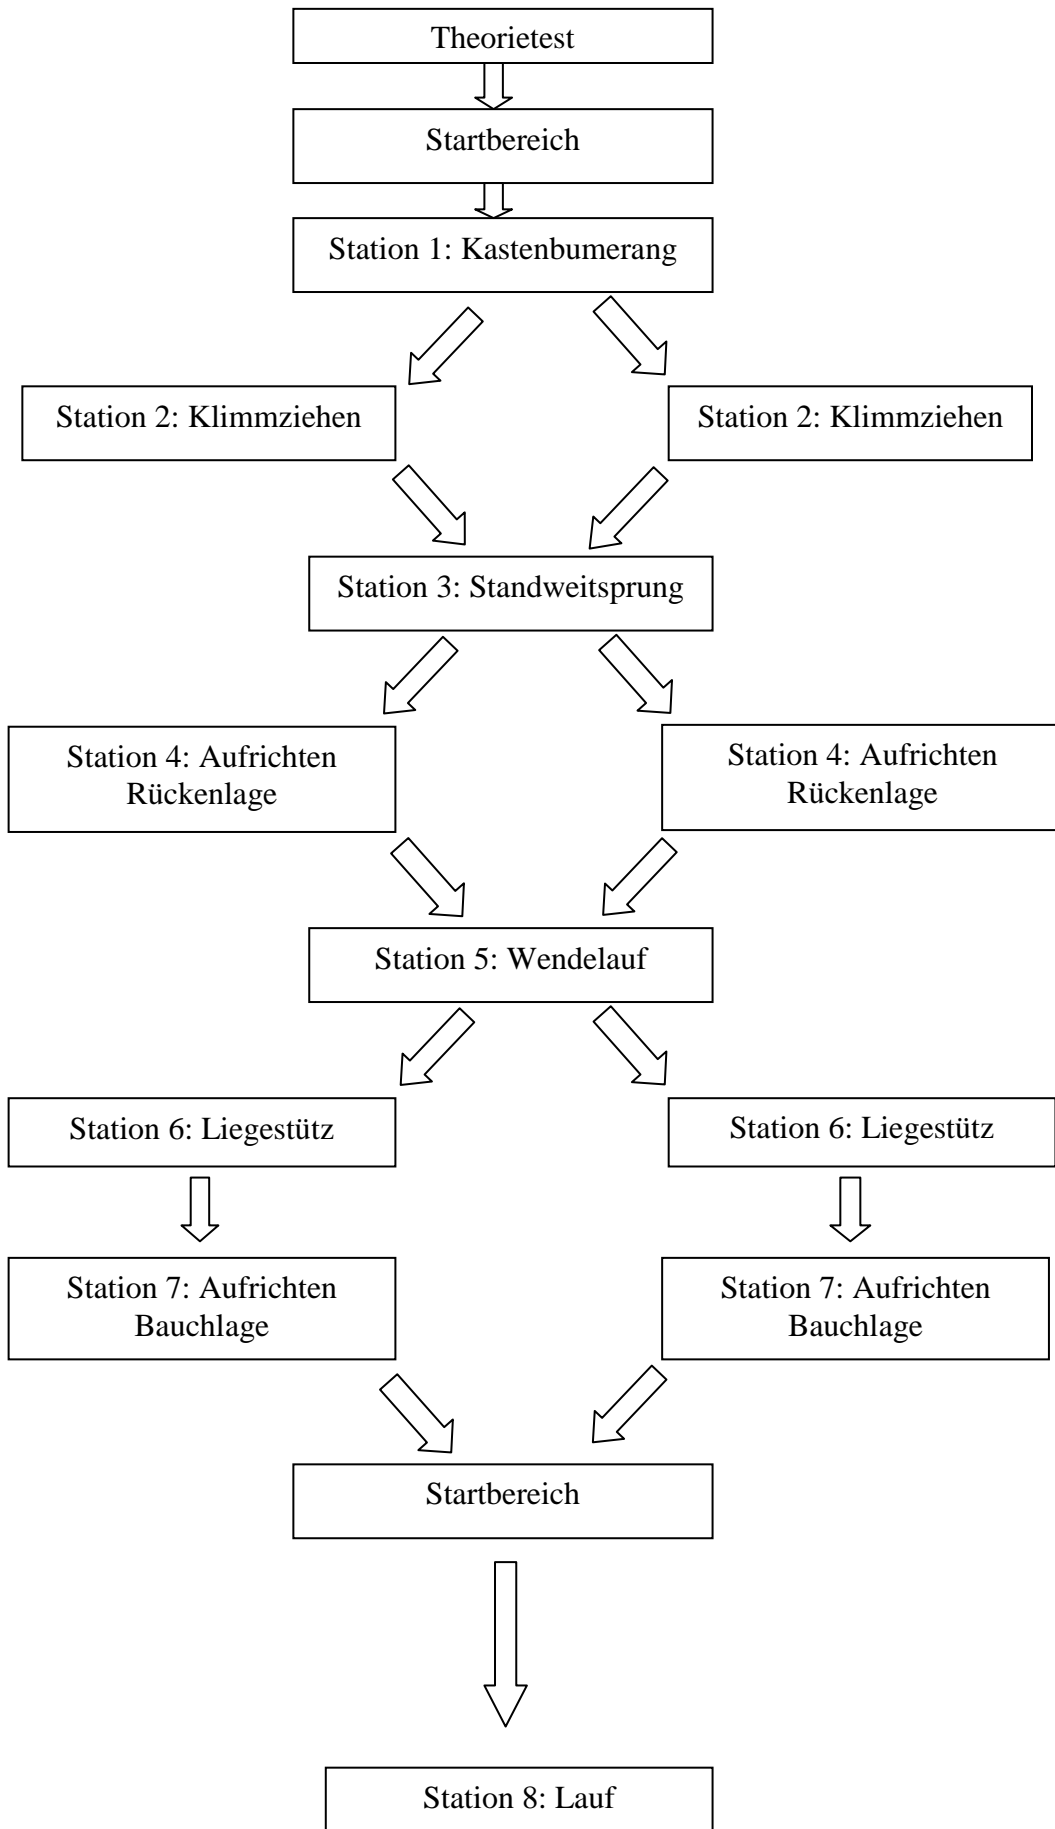 Theorietest
Startbereich
Station 1: Kastenbumerang
Station 2: Klimmziehen
Station 2: Klimmziehen
Station 3: Standweitsprung
Station 4: Aufrichten
Rückenlage
Station 4: Aufrichten
Rückenlage
Station 5: Wendelauf
Station 6: Liegestütz
Station 6: Liegestütz
Station 7: Aufrichten
Bauchlage
Station 7: Aufrichten
Bauchlage
Startbereich
Station 8: Lauf